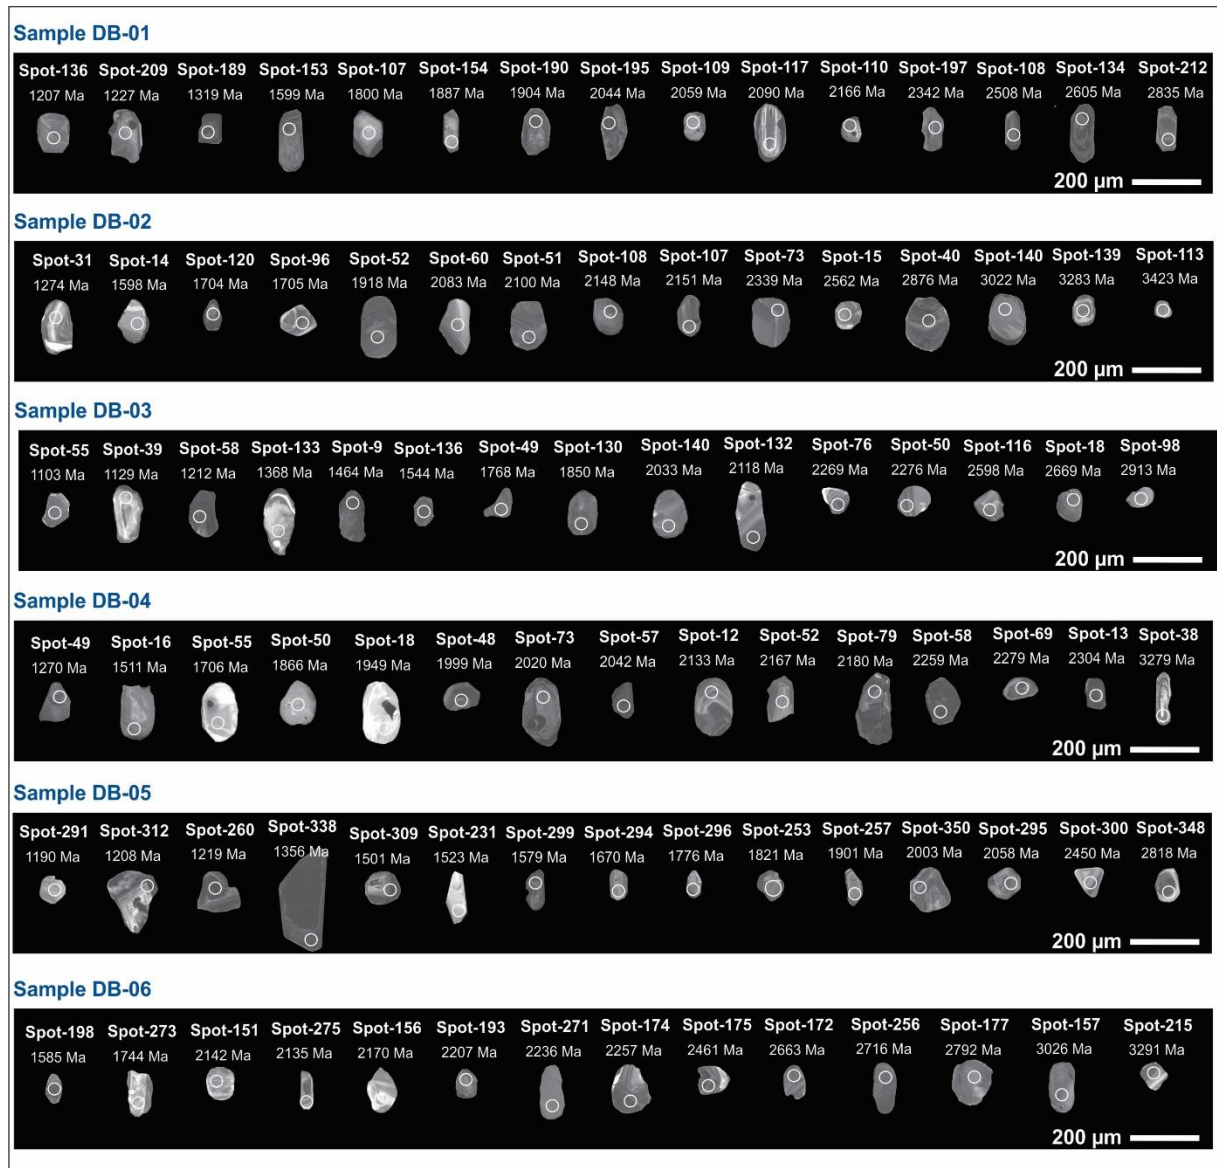 Sample DB-01
Spot-136 Spot-209 Spot-189 Spot-153 Spot-107 Spot-154 Spot-190 Spot-195 Spot-109 Spot-117 Spot-110 Spot-197 Spot-108 Spot-134 Spot-212
1207 Ma 1227 Ma 1319 Ma 1599 Ma 1800 Ma 1887 Ma 1904 Ma 2044 Ma 2059 Ma 2090 Ma 2166 Ma 2342 Ma 2508 Ma 2605 Ma 2835 Ma
200 µm
Sample DB-02
Spot-31 Spot-14 Spot-120 Spot-96 Spot-52 Spot-60 Spot-51 Spot-108 Spot-107 Spot-73 Spot-15 Spot-40 Spot-140 Spot-139 Spot-113
1274 Ma 1598 Ma 1704 Ma 1705 Ma 1918 Ma 2083 Ma 2100 Ma 2148 Ma 2151 Ma 2339 Ma 2562 Ma 2876 Ma 3022 Ma 3283 Ma 3423 Ma
200 µm
Sample DB-03
Spot-55 Spot-39 Spot-58 Spot-133 Spot-9 Spot-136 Spot-49 Spot-130 Spot-140 Spot-132 Spot-76 Spot-50 Spot-116 Spot-18 Spot-98
1103 Ma 1129 Ma 1212 Ma 1368 Ma 1464 Ma 1544 Ma 1768 Ma 1850 Ma 2033 Ma 2118 Ma 2269 Ma 2276 Ma 2598 Ma 2669 Ma 2913 Ma
200 µm
Sample DB-04
Spot-49 Spot-16 Spot-55 Spot-50 Spot-18 Spot-48 Spot-73 Spot-57 Spot-12 Spot-52 Spot-79 Spot-58 Spot-69 Spot-13 Spot-38
1270 Ma 1511 Ma 1706 Ma 1866 Ma 1949 Ma 1999 Ma 2020 Ma 2042 Ma 2133 Ma 2167 Ma 2180 Ma 2259 Ma 2279 Ma 2304 Ma 3279 Ma
200 µm
Sample DB-05
Spot-291 Spot-312 Spot-260 Spot-338 Spot-309 Spot-231 Spot-299 Spot-294 Spot-296 Spot-253 Spot-257 Spot-350 Spot-295 Spot-300 Spot-348
1190 Ma 1208 Ma 1219 Ma 1356 Ma 1501 Ma 1523 Ma 1579 Ma 1670 Ma 1776 Ma 1821 Ma 1901 Ma 2003 Ma 2058 Ma 2450 Ma 2818 Ma
200 µm
Sample DB-06
Spot-198 Spot-273 Spot-151 Spot-275 Spot-156 Spot-193 Spot-271 Spot-174 Spot-175 Spot-172 Spot-256 Spot-177 Spot-157 Spot-215
1585 Ma 1744 Ma 2142 Ma 2135 Ma 2170 Ma 2207 Ma 2236 Ma 2257 Ma 2461 Ma 2663 Ma 2716 Ma 2792 Ma 3026 Ma 3291 Ma
200 µm